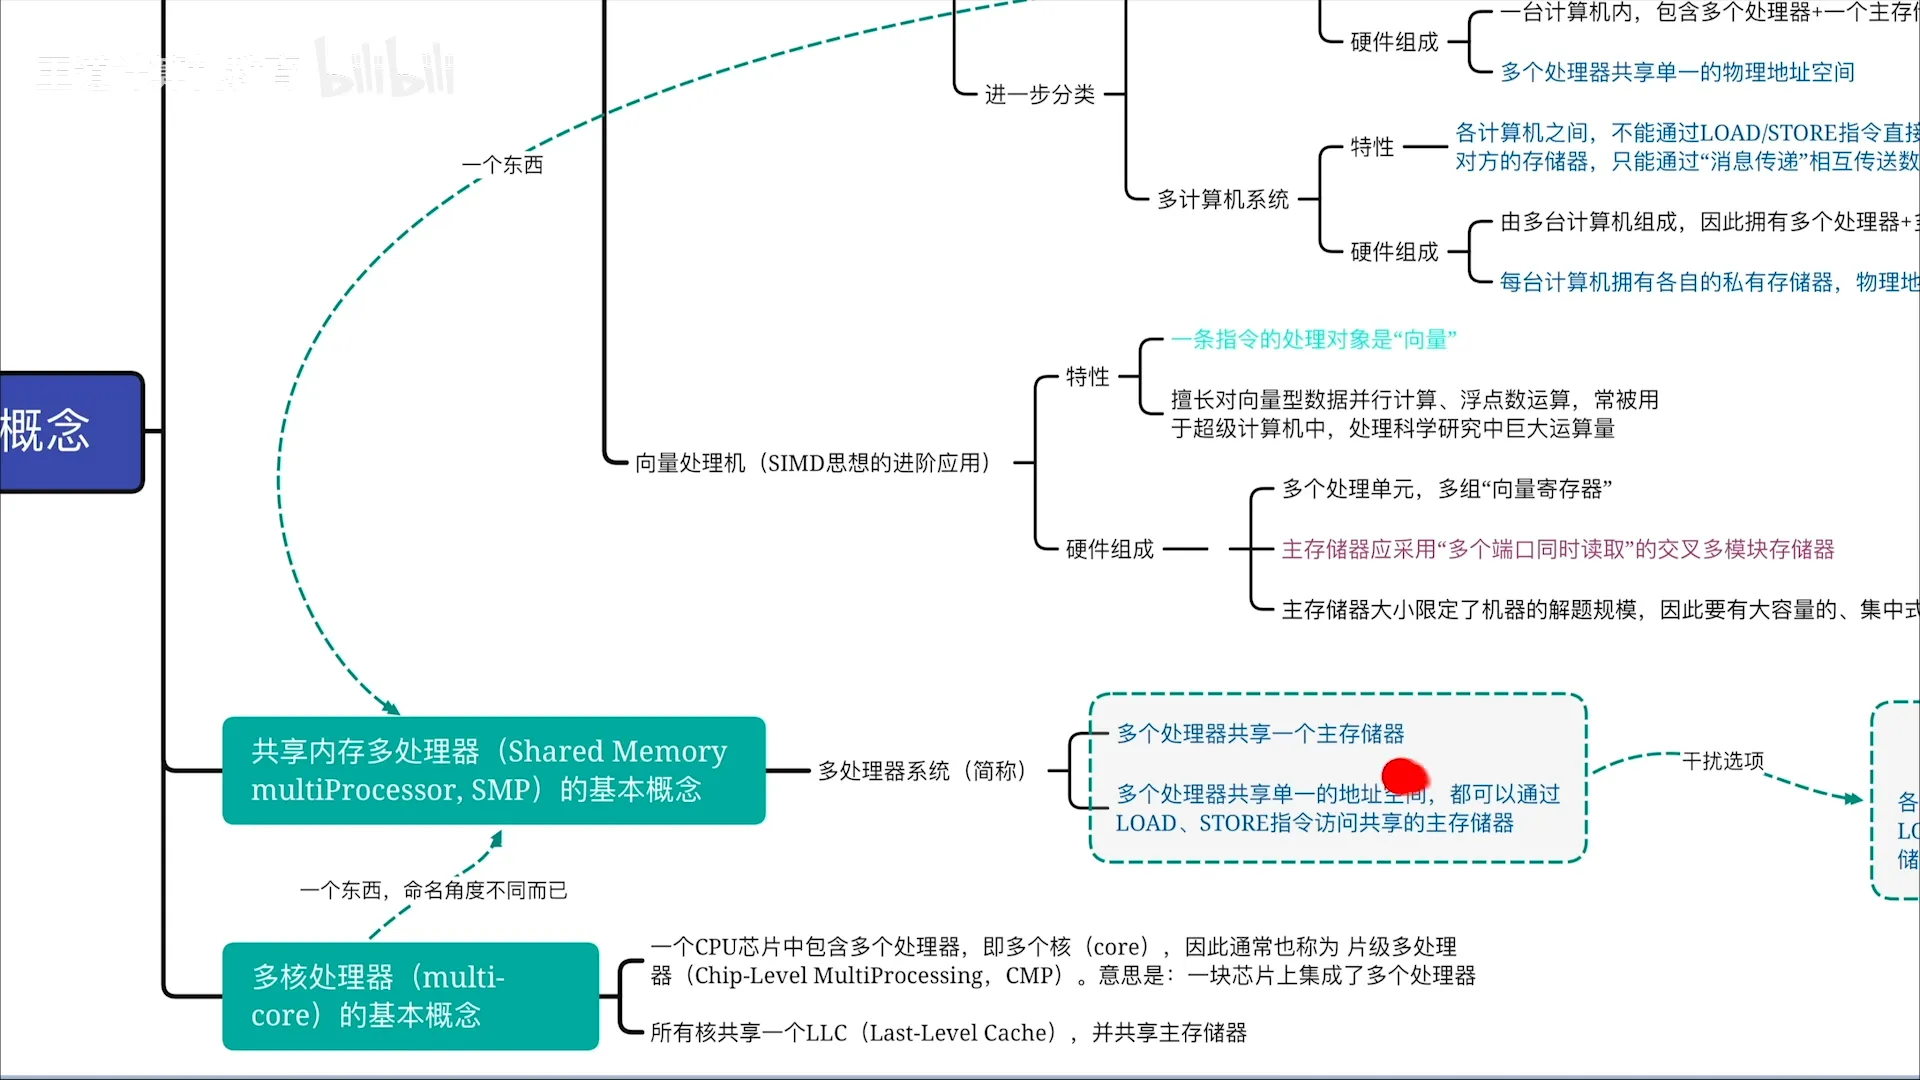 王道计算机教育 bilibili
一台计算机内，包含多个处理器+一个主存
硬件组成
多个处理器共享单一的物理地址空间
进一步分类
各计算机之间，不能通过LOAD/STORE指令直接
对方的存储器，只能通过“消息传递”相互传送数
特性
一个东西
多计算机系统
由多台计算机组成，因此拥有多个处理器+
硬件组成
每台计算机拥有各自的私有存储器，物理地
一条指令的处理对象是“向量”
特性
擅长对向量型数据并行计算、浮点数运算，常被用
于超级计算机中，处理科学研究中巨大运算量
概念
向量处理机（SIMD思想的进阶应用）
多个处理单元，多组“向量寄存器”
硬件组成
主存储器应采用“多个端口同时读取”的交叉多模块存储器
主存储器大小限定了机器的解题规模，因此要有大容量的、集中式
共享内存多处理器（Shared Memory
multiProcessor, SMP）的基本概念
多处理器系统（简称）
多个处理器共享一个主存储器
多个处理器共享单一的地址空间，都可以通过
LOAD、STORE指令访问共享的主存储器
干扰选项
各
LO
储
一个东西，命名角度不同而已
多核处理器（multi-
core）的基本概念
一个CPU芯片中包含多个处理器，即多个核（core），因此通常也称为 片级多处理
器（Chip-Level MultiProcessing，CMP）。意思是：一块芯片上集成了多个处理器
所有核共享一个LLC（Last-Level Cache），并共享主存储器